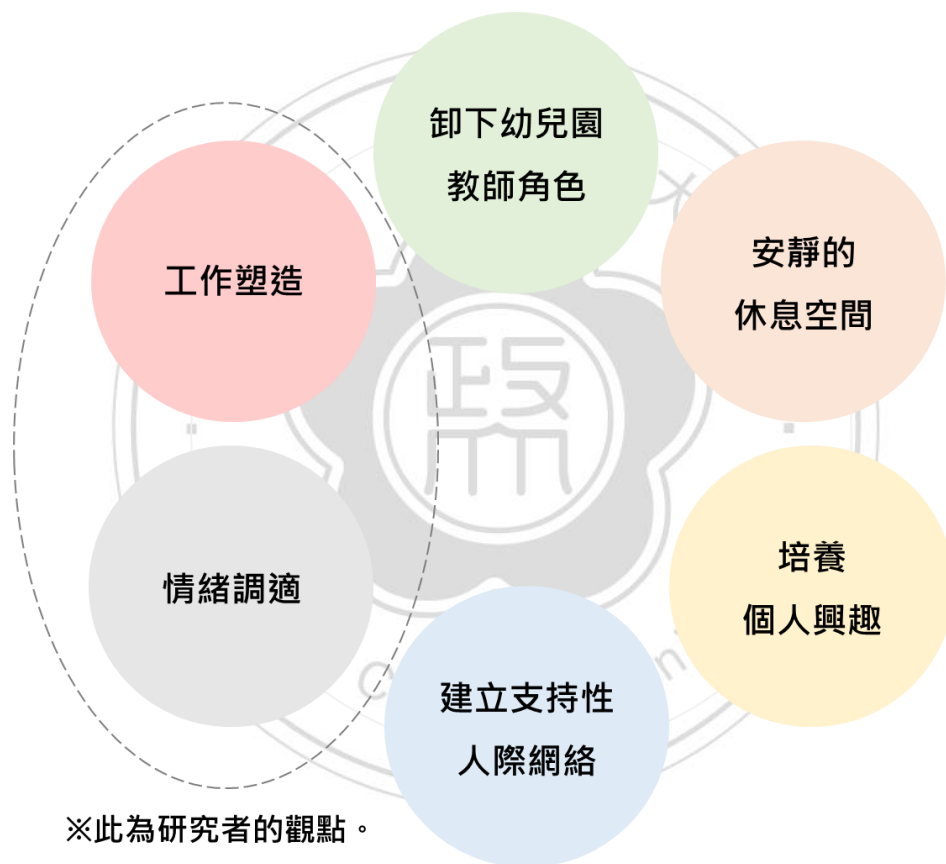 卸下幼兒園
教師角色
工作塑造
安靜的
休息空間
情緒調適
培養
個人興趣
建立支持性
人際網絡
※此為研究者的觀點。